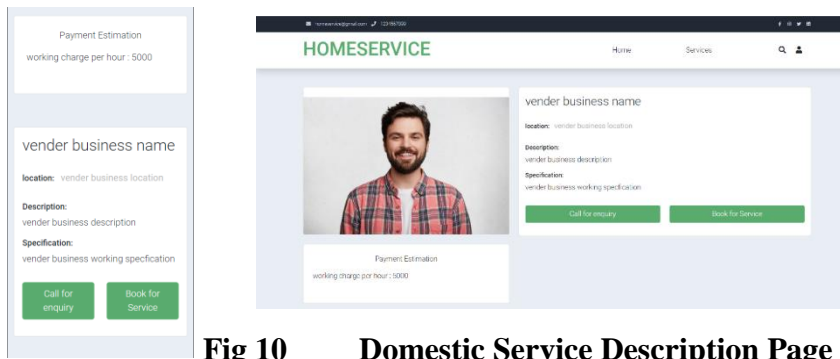 Payment Estimation
working charge per hour : 5000
vender business name
location: vender business location
Description:
vender business description
Specification:
vender business working specfication
Call for enquiry
Book for Service
homeservice@gmail.com
HOMESERVICE
Home Services
vender business name
location: vender business location
Description:
vender business description
Specification:
vender business working specfication
Call for enquiry Book for Service
Payment Estimation
working charge per hour : 5000
Fig 10 Domestic Service Description Page